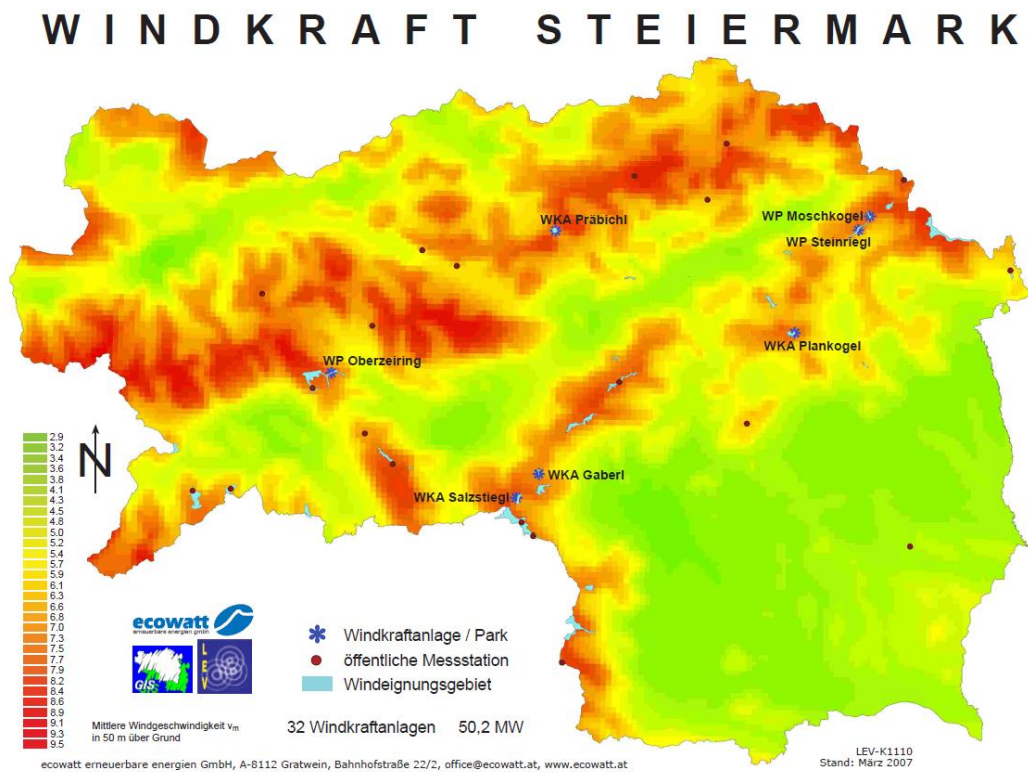 WINDKRAFT STEIERMARK
WKA Präbichl
WP Moschkogel
WP Steinriegl
WKA Plankogel
WP Oberzeiring
WKA Gaberl
WKA Salzstiegl
N
2.9
3.2
3.4
3.6
3.8
4.1
4.3
4.5
4.8
5.0
5.2
5.4
5.7
5.9
6.1
6.3
6.6
6.8
7.0
7.3
7.5
7.7
7.9
8.2
8.4
8.6
8.9
9.1
9.3
9.5
ecowatt
erneuerbare energien gmbh
GIS
LEV
Windkraftanlage / Park
öffentliche Messstation
Windeignungsgebiet
Mittlere Windgeschwindigkeit vm
in 50 m über Grund
32 Windkraftanlagen 50,2 MW
LEV-K1110
Stand: März 2007
ecowatt erneuerbare energien GmbH, A-8112 Gratwein, Bahnhofstraße 22/2, office@ecowatt.at, www.ecowatt.at